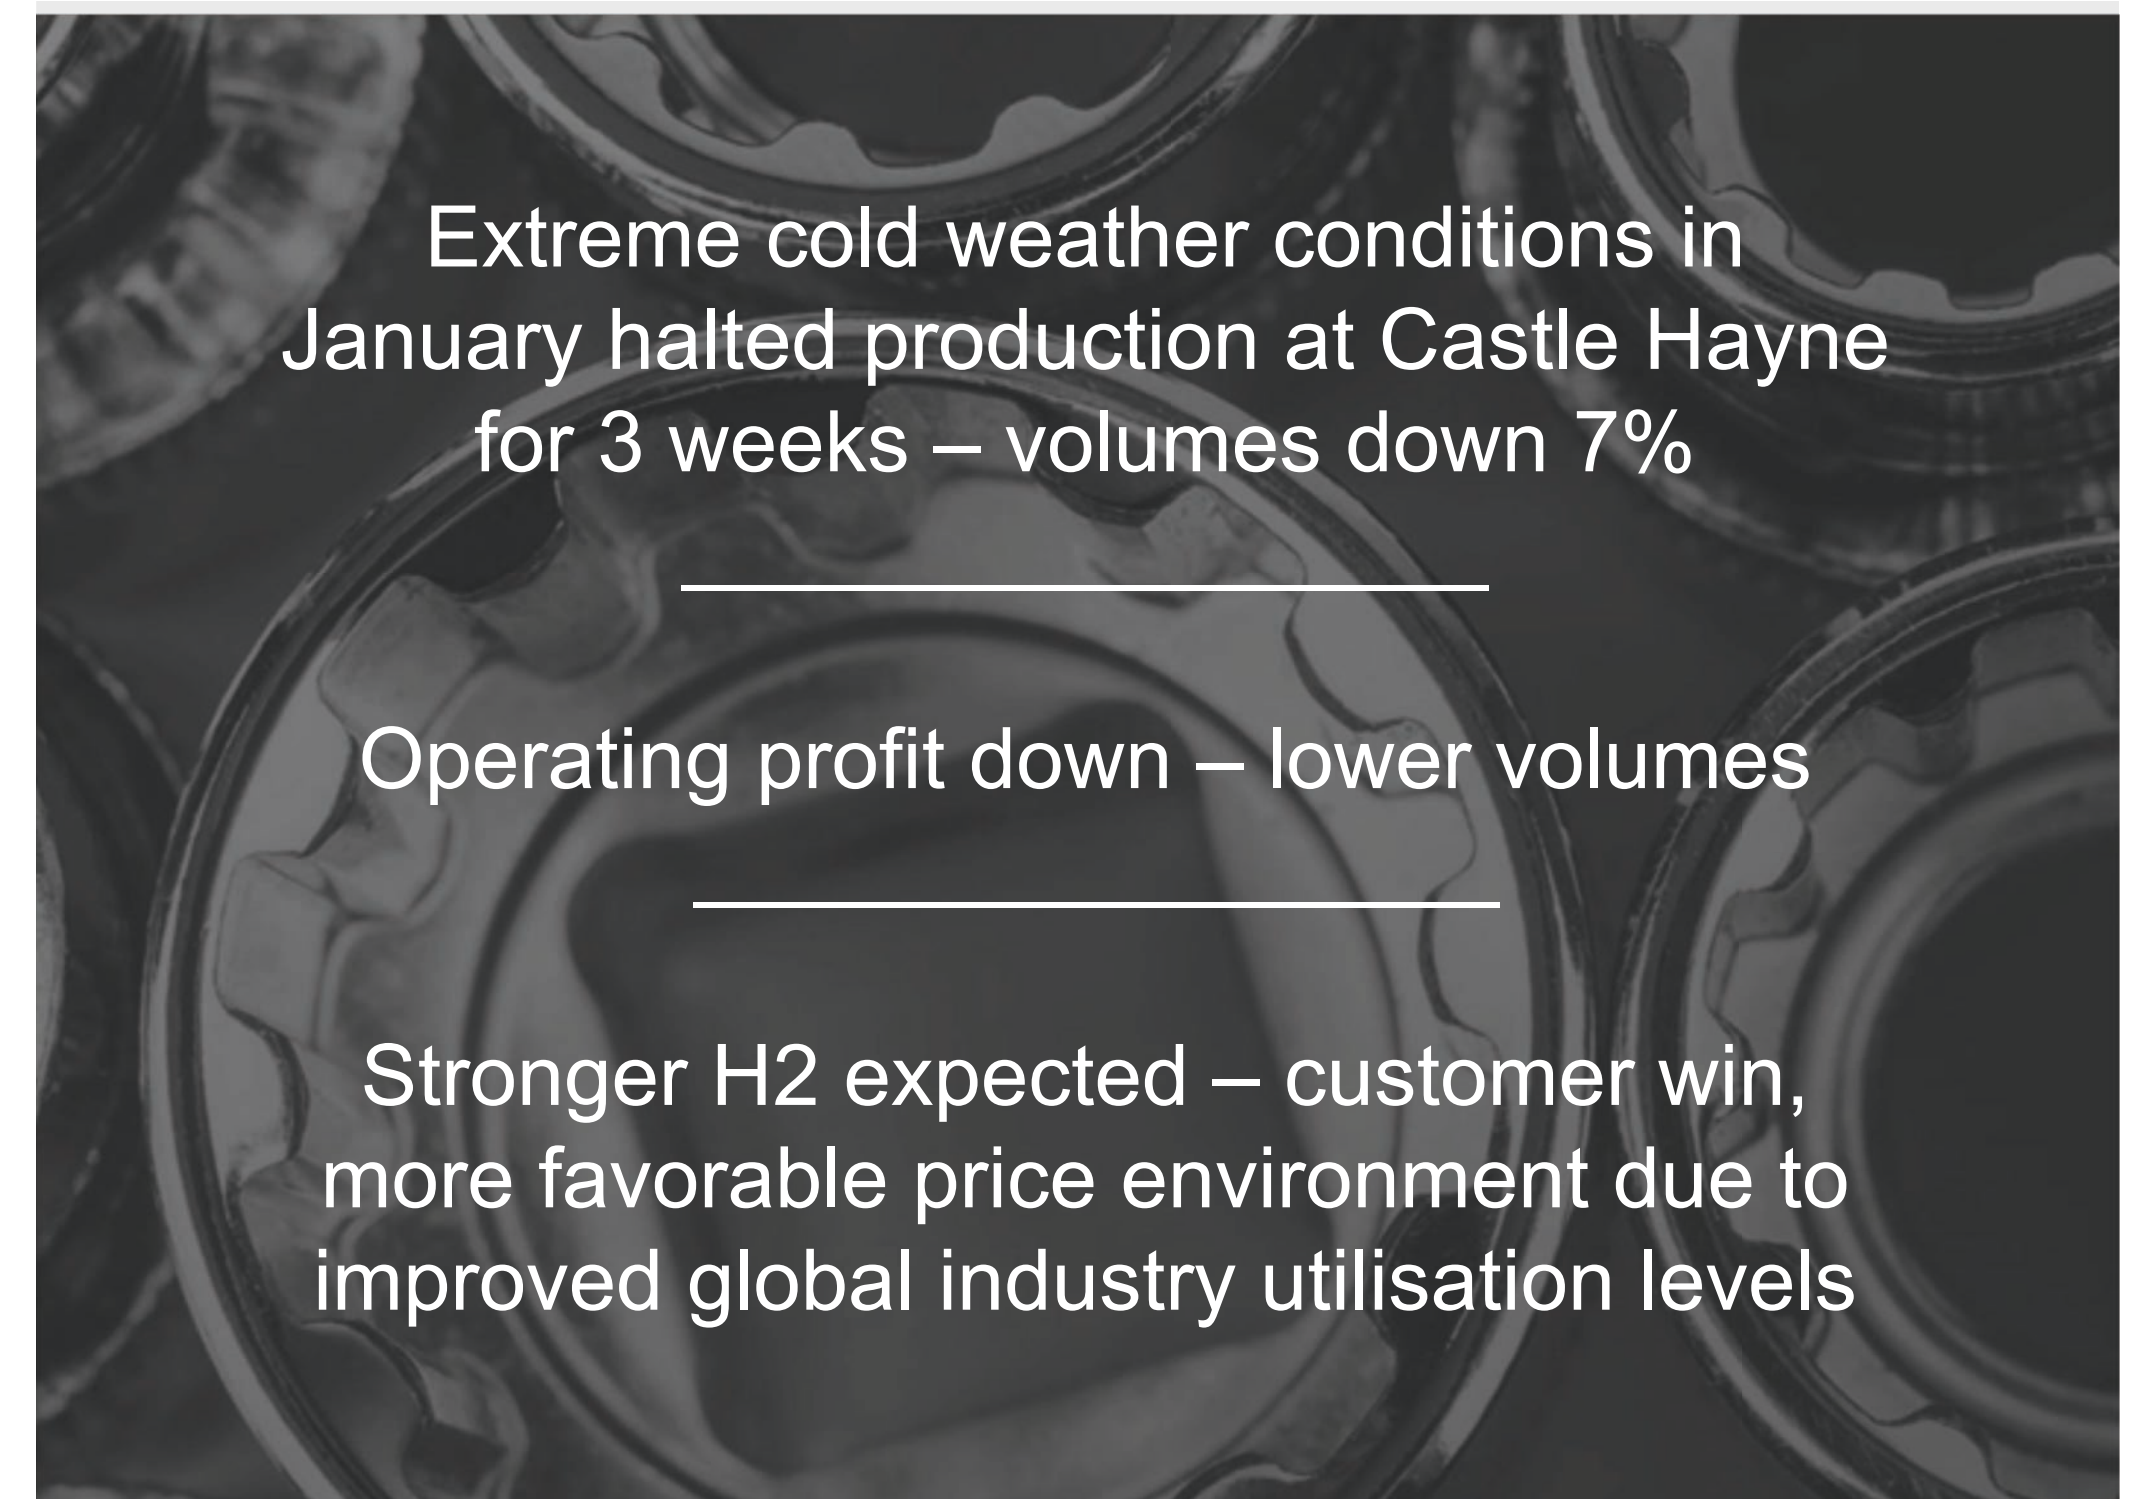 Extreme cold weather conditions in
January halted production at Castle Hayne
for 3 weeks – volumes down 7%
Operating profit down – lower volumes
Stronger H2 expected – customer win,
more favorable price environment due to
improved global industry utilisation levels